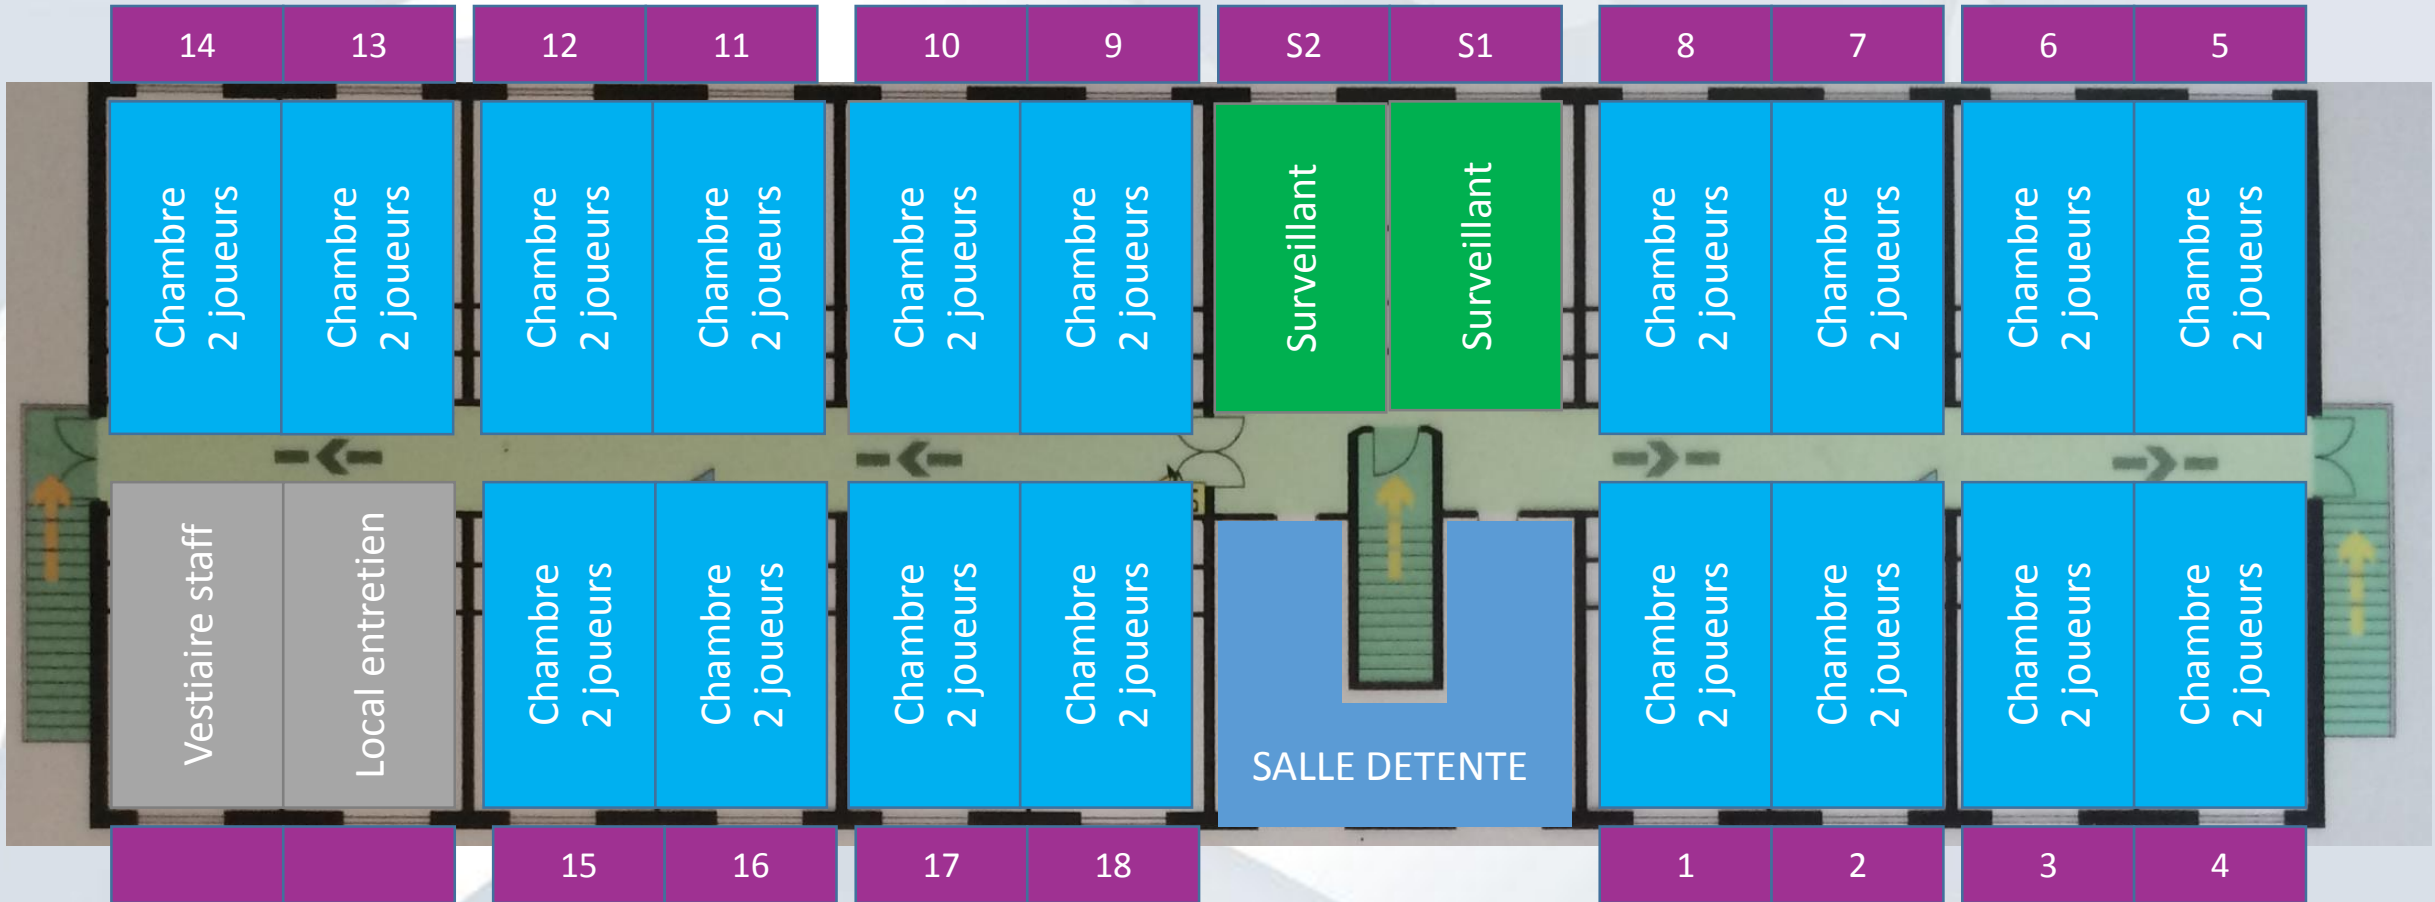 14 13 12 11 10 9 S2 S1 8 7 6 5
Chambre
2 joueurs
Chambre
2 joueurs
Chambre
2 joueurs
Chambre
2 joueurs
Chambre
2 joueurs
Chambre
2 joueurs
Surveillant
Surveillant
Chambre
2 joueurs
Chambre
2 joueurs
Chambre
2 joueurs
Chambre
2 joueurs
Vestiaire staff
Local entretien
Chambre
2 joueurs
Chambre
2 joueurs
Chambre
2 joueurs
Chambre
2 joueurs
SALLE DETENTE
Chambre
2 joueurs
Chambre
2 joueurs
Chambre
2 joueurs
Chambre
2 joueurs
15 16 17 18 1 2 3 4